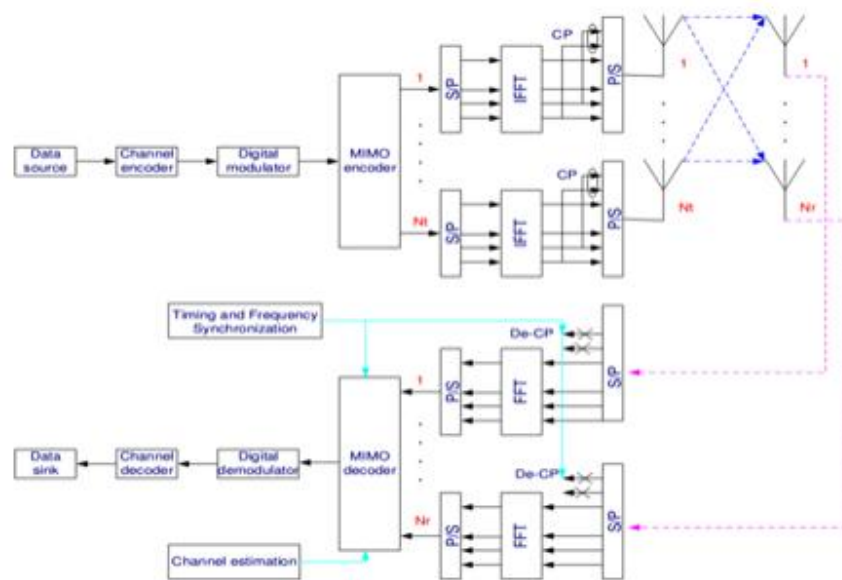 CP
1
S/P
IFFT
P/S
1
1
Data
source
Channel
encoder
Digital
modulator
MIMO
encoder
CP
Nt
S/P
IFFT
P/S
Nt
Nr
Timing and Frequency
Synchronization
De-CP
1
P/S
FFT
S/P
Data
sink
Channel
decoder
Digital
demodulator
MIMO
decoder
De-CP
Nr
P/S
FFT
S/P
Channel estimation